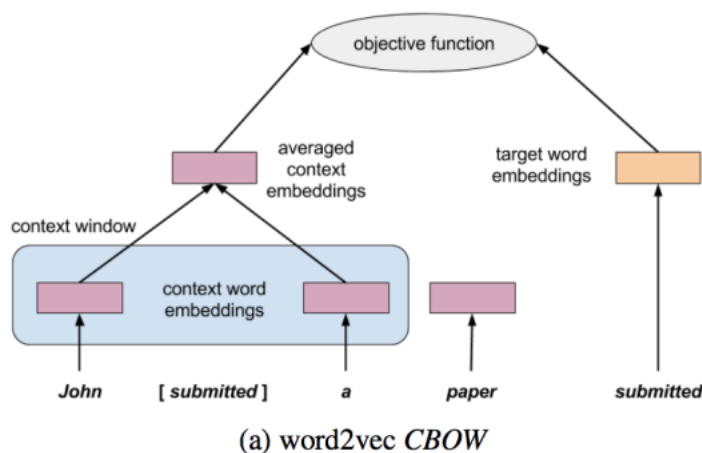 objective function
averaged
context
embeddings
target word
embeddings
context window
context word
embeddings
John
[ submitted ]
a
paper
submitted
(a) word2vec CBOW